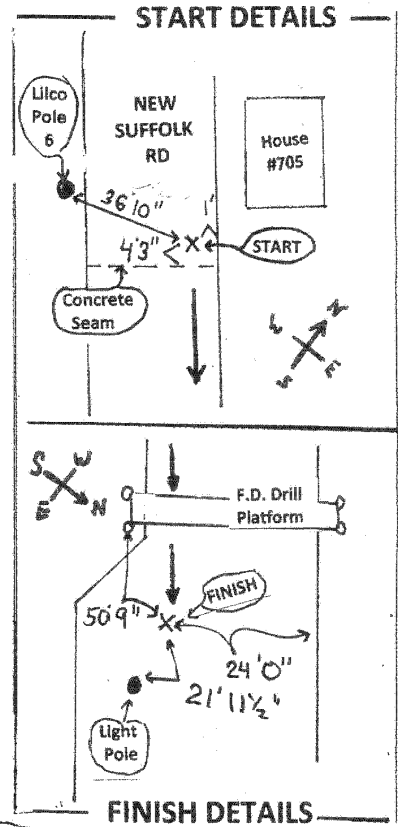 START DETAILS
Lilco
Pole
6
NEW
SUFFOLK
RD
House
#705
36'10"
1'
4'3"
START
Concrete
Seam
W
N
S
E
S
W
E
N
F.D. Drill
Platform
FINISH
50'9"
24'0"
21'11½"
Light
Pole
FINISH DETAILS